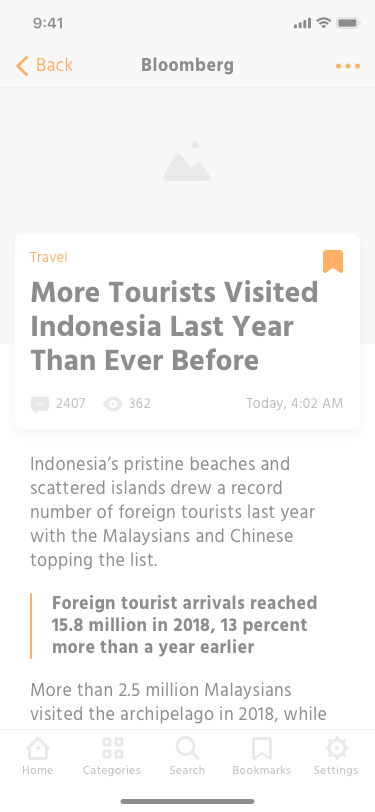 9:41
Back
Bloomberg
Travel
More Tourists Visited
Indonesia Last Year
Than Ever Before
2407
362
Today, 4:02 AM
Indonesia’s pristine beaches and
scattered islands drew a record
number of foreign tourists last year
with the Malaysians and Chinese
topping the list.
Foreign tourist arrivals reached
15.8 million in 2018, 13 percent
more than a year earlier
More than 2.5 million Malaysians
visited the archipelago in 2018, while
Home
Categories
Search
Bookmarks
Settings